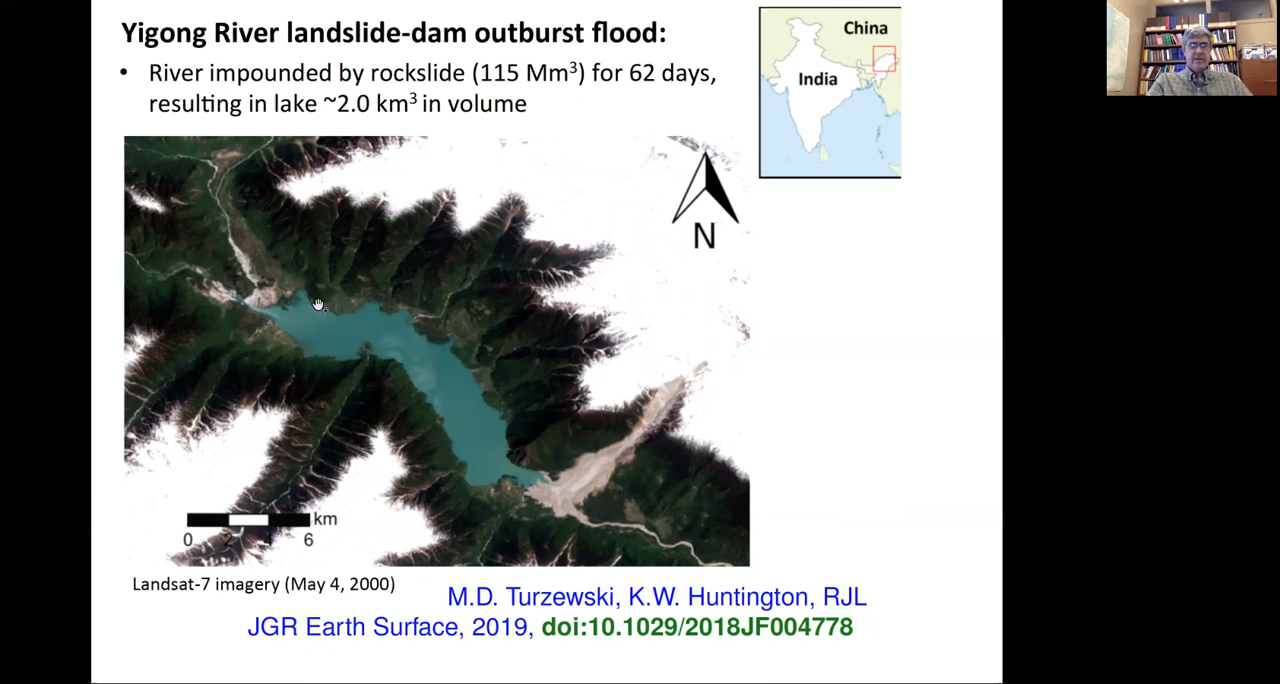 Yigong River landslide-dam outburst flood:
• River impounded by rockslide (115 Mm³) for 62 days,
resulting in lake ~2.0 km³ in volume
China
India
N
km
0 2 4 6
Landsat-7 imagery (May 4, 2000)
M.D. Turzewski, K.W. Huntington, RJL
JGR Earth Surface, 2019, doi:10.1029/2018JF004778